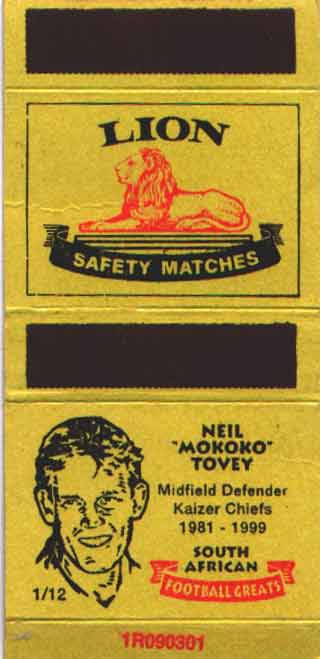 LION
SAFETY MATCHES
NEIL
"MOKOKO"
TOVEY
Midfield Defender
Kaizer Chiefs
1981 - 1999
SOUTH
AFRICAN
FOOTBALL GREATS
1/12
1R090301